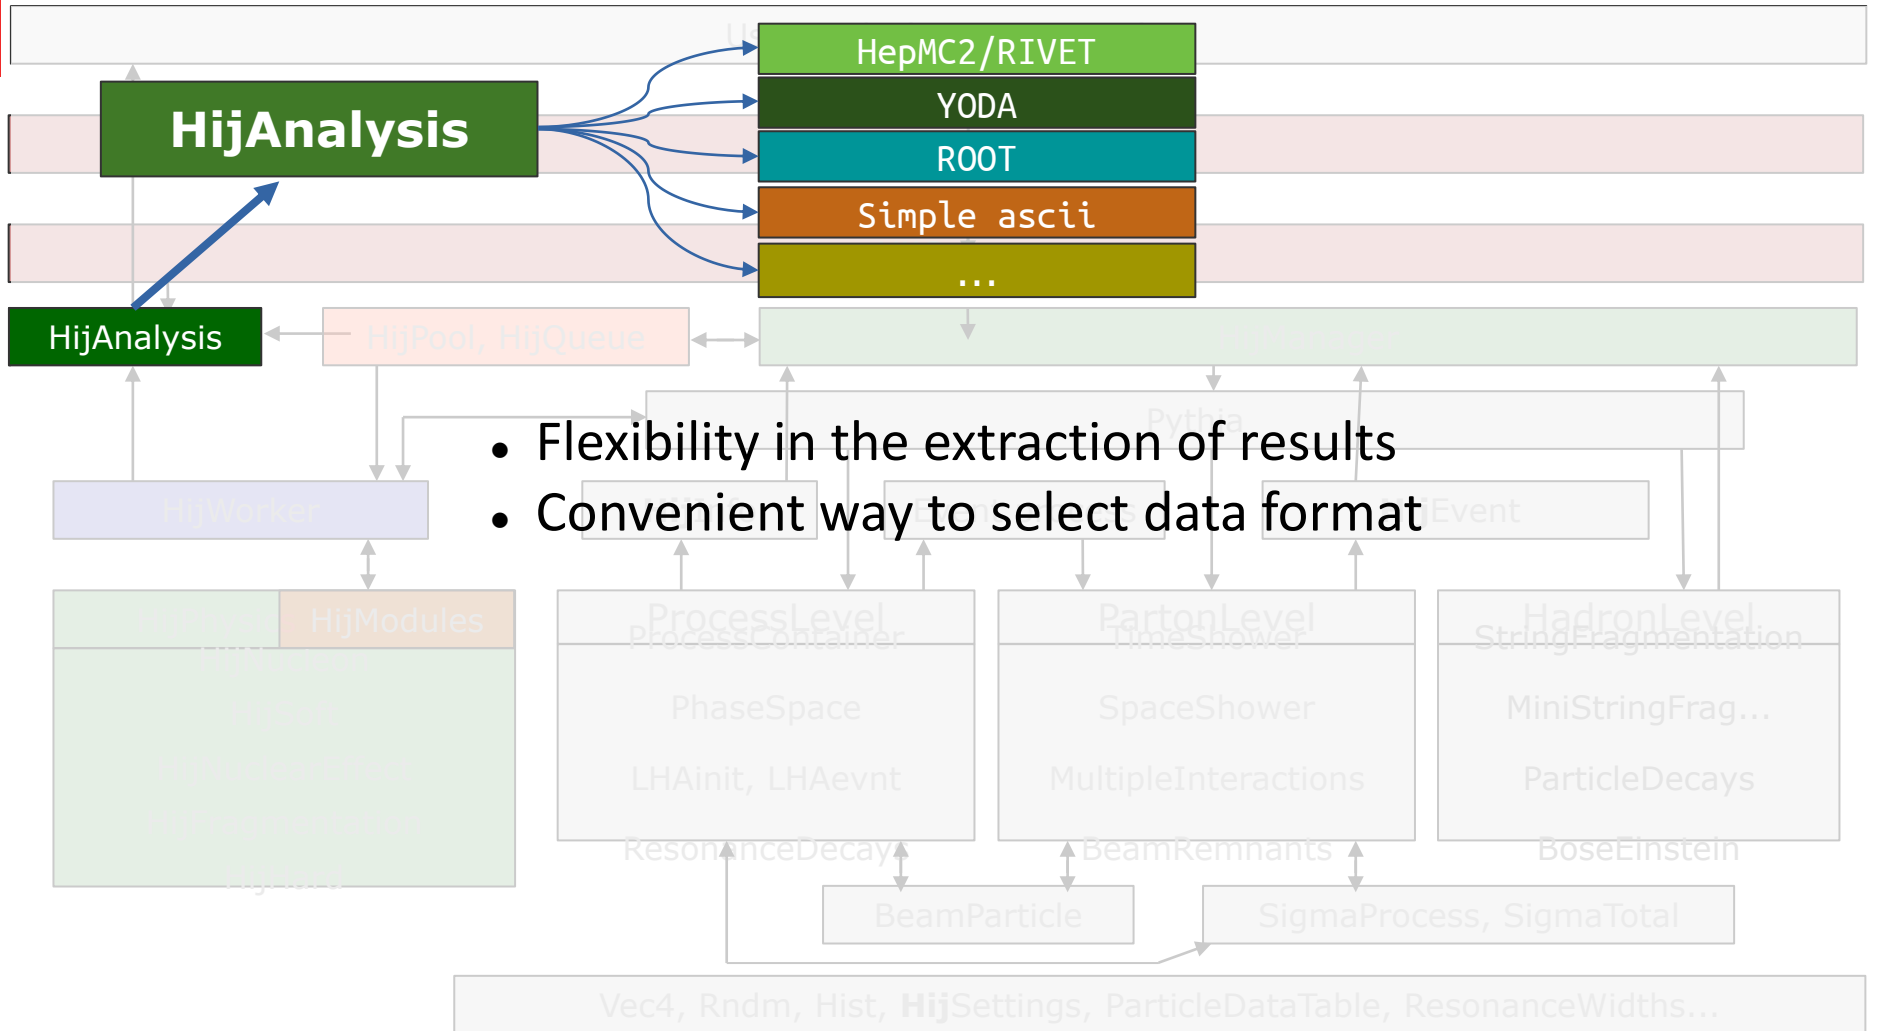 HepMC2/RIVET
HijAnalysis
YODA
ROOT
Simple ascii
...
HijAnalysis
HijPool, HijQueue
Pythia
• Flexibility in the extraction of results
HijWorker
• Convenient way to select data format
HijModules
ProcessLevel
PartonLevel
HadronLevel
ProcessContainer
TimeShower
StringFragmentation
PhaseSpace
SpaceShower
MiniStringFrag...
LHAinit, LHAevnt
MultipleInteractions
ParticleDecays
ResonanceDecays
BeamRemnants
BoseEinstein
BeamParticle
SigmaProcess, SigmaTotal
Vec4, Rndm, Hist, HijSettings, ParticleDataTable, ResonanceWidths...